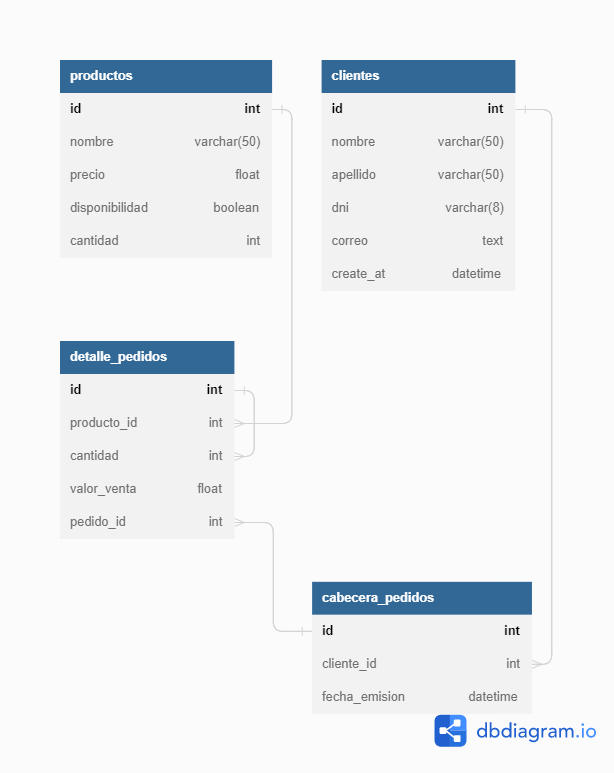 productos
id int
nombre varchar(50)
precio float
disponibilidad boolean
cantidad int
clientes
id int
nombre varchar(50)
apellido varchar(50)
dni varchar(8)
correo text
create_at datetime
detalle_pedidos
id int
producto_id int
cantidad int
valor_venta float
pedido_id int
cabecera_pedidos
id int
cliente_id int
fecha_emision datetime
dbdiagram.io